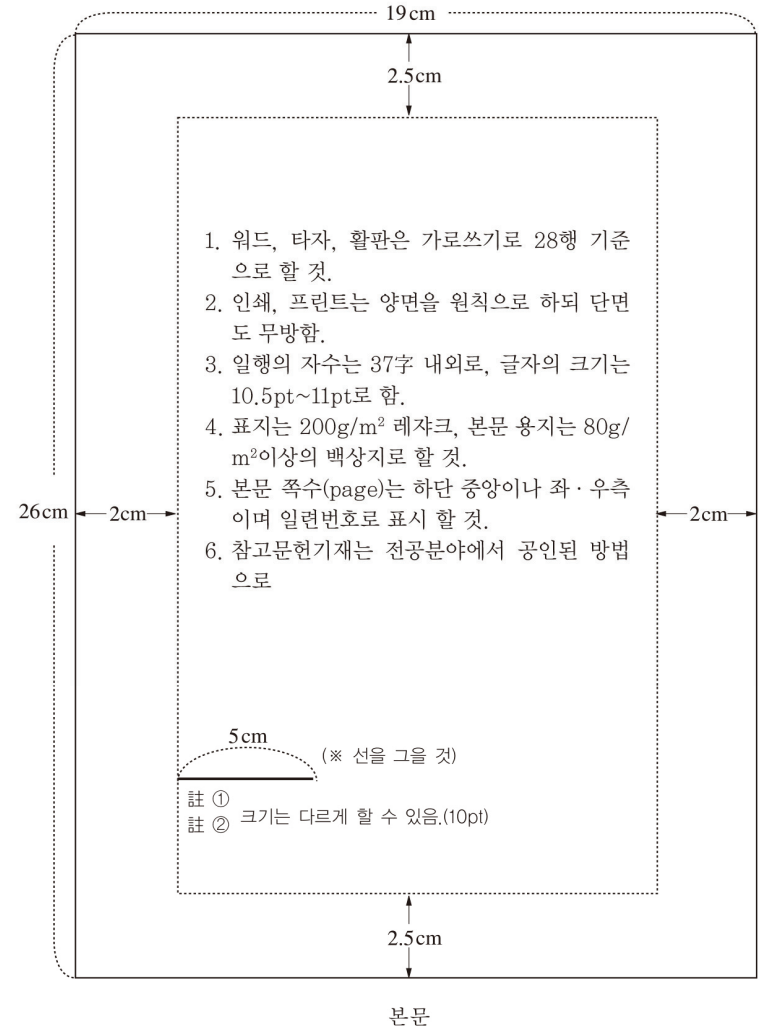 19cm
2.5cm
1. 워드, 타자, 활판은 가로쓰기로 28행 기준
으로 할 것.
2. 인쇄, 프린트는 양면을 원칙으로 하되 단면
도 무방함.
3. 일행의 자수는 37字 내외로, 글자의 크기는
10.5pt~11pt로 함.
4. 표지는 200g/m² 레쟈크, 본문 용지는 80g/
m²이상의 백상지로 할 것.
5. 본문 쪽수(page)는 하단 중앙이나 좌·우측
이며 일련번호로 표시 할 것.
26cm 2cm 2cm
6. 참고문헌기재는 전공분야에서 공인된 방법
으로
5cm
(※ 선을 그을 것)
註 ①
註 ② 크기는 다르게 할 수 있음.(10pt)
2.5cm
본문